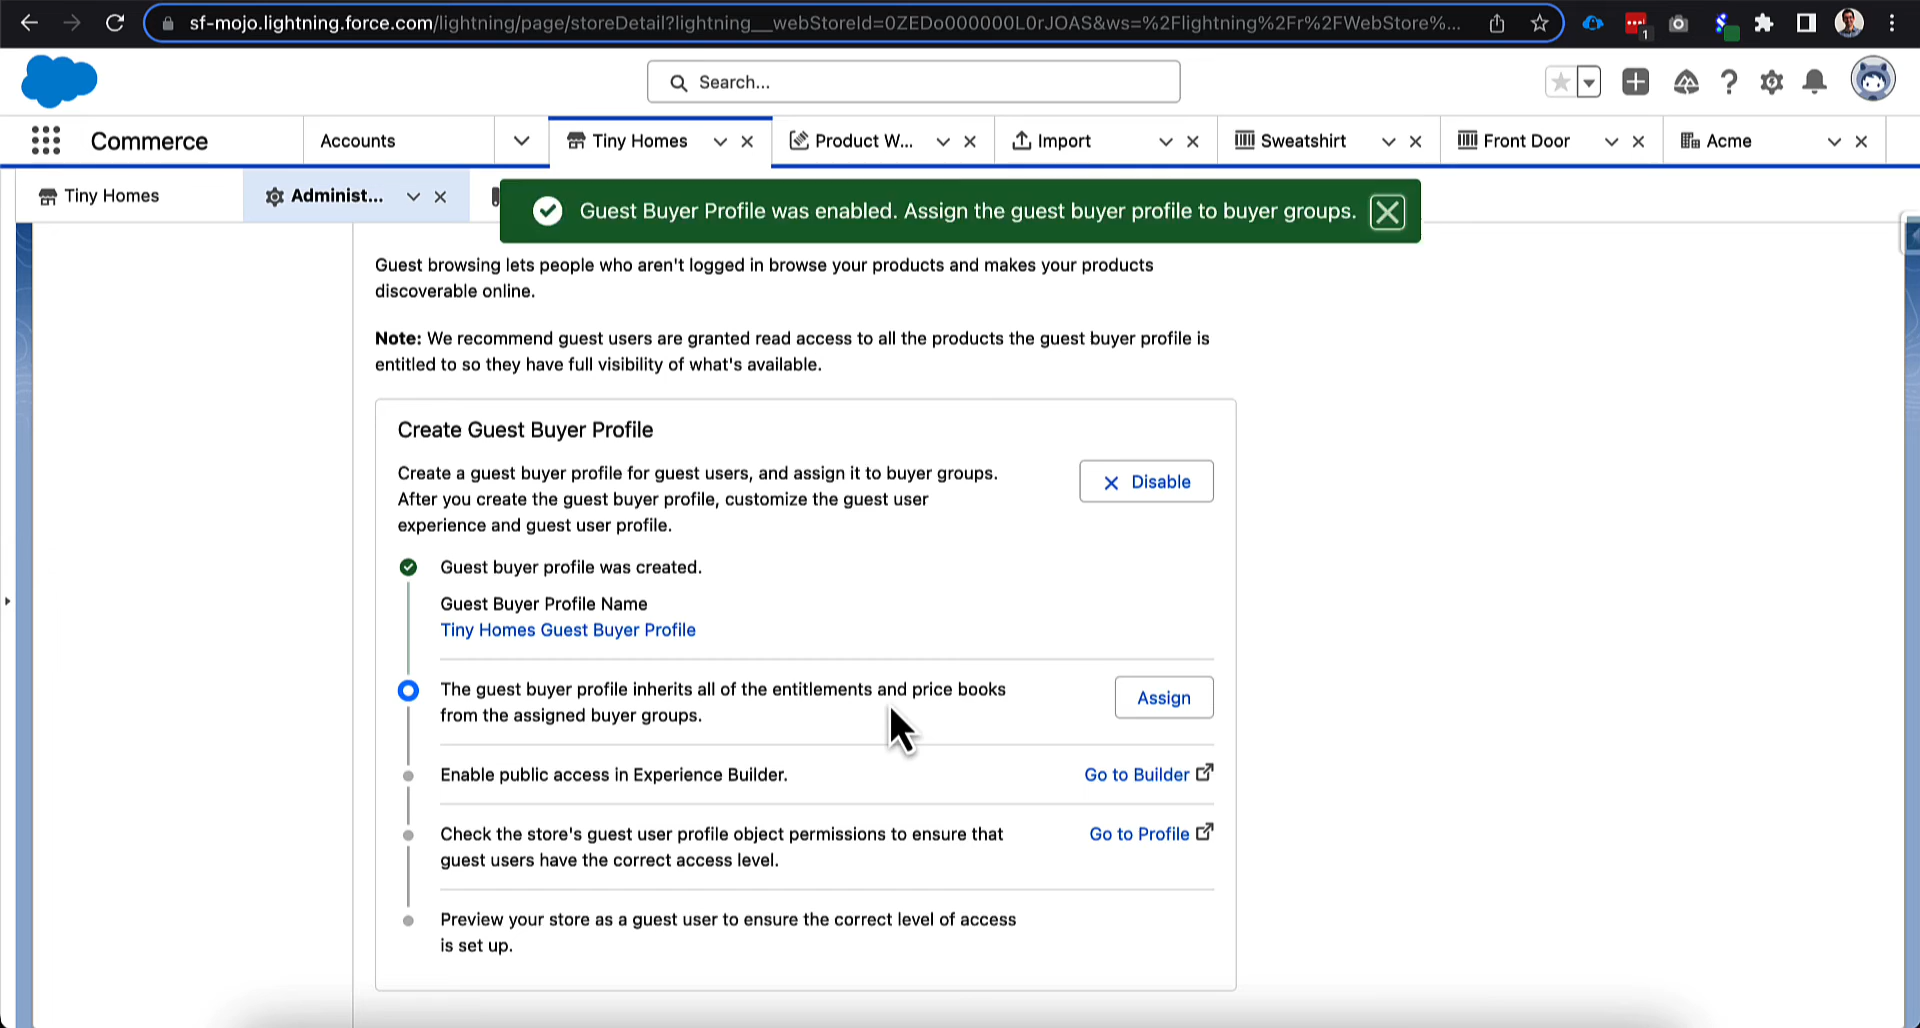 sf-mojo.lightning.force.com/lightning/page/storeDetail?lightning__webStoreId=0ZEDo000000L0rJOAS&ws=%2Flightning%2Fr%2FWebStore%...
1
Search...
Commerce
Accounts
Tiny Homes
Product W...
Import
Sweatshirt
Front Door
Acme
Tiny Homes
Administ...
Guest Buyer Profile was enabled. Assign the guest buyer profile to buyer groups.
Guest browsing lets people who aren't logged in browse your products and makes your products
discoverable online.
Note: We recommend guest users are granted read access to all the products the guest buyer profile is
entitled to so they have full visibility of what's available.
Create Guest Buyer Profile
Create a guest buyer profile for guest users, and assign it to buyer groups.
After you create the guest buyer profile, customize the guest user
experience and guest user profile.
Disable
Guest buyer profile was created.
Guest Buyer Profile Name
Tiny Homes Guest Buyer Profile
The guest buyer profile inherits all of the entitlements and price books
from the assigned buyer groups.
Assign
Enable public access in Experience Builder.
Go to Builder
Check the store's guest user profile object permissions to ensure that
guest users have the correct access level.
Go to Profile
Preview your store as a guest user to ensure the correct level of access
is set up.